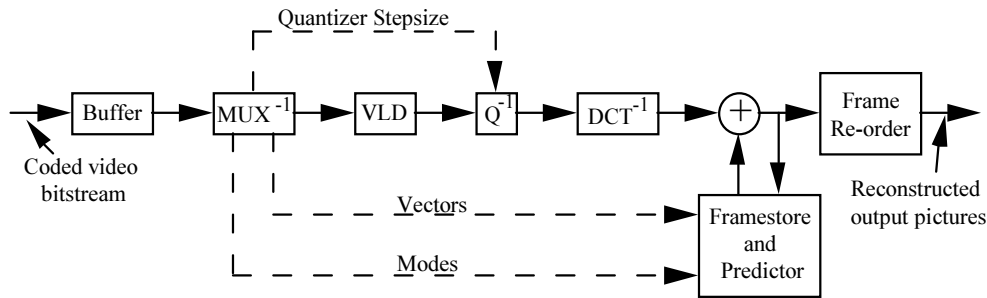 Quantizer Stepsize
Buffer
MUX⁻¹
VLD
Q⁻¹
DCT⁻¹
+
Frame
Re-order
Coded video
bitstream
Vectors
Framestore
and
Predictor
Reconstructed
output pictures
Modes